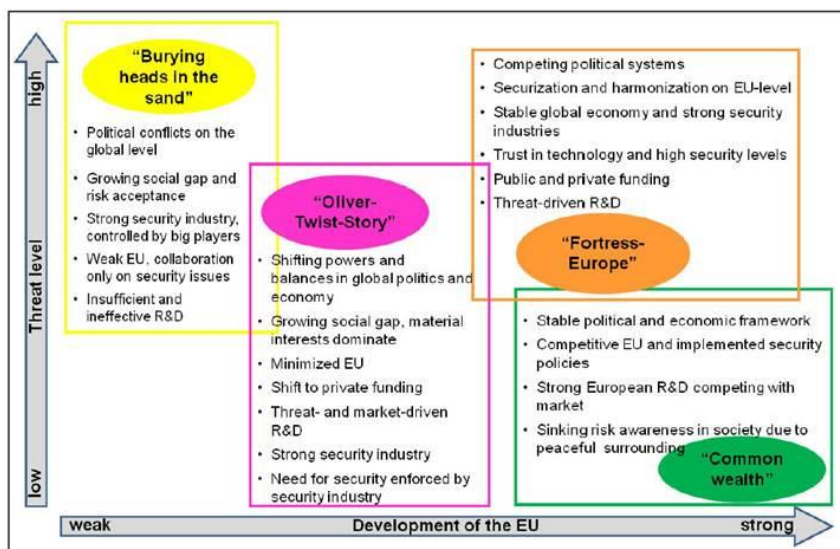 high
Threat level
low
“Burying
heads in the
sand”
• Political conflicts on the
global level
• Growing social gap and
risk acceptance
• Strong security industry,
controlled by big players
• Weak EU, collaboration
only on security issues
• Insufficient and
ineffective R&D
“Oliver-
Twist-Story”
• Shifting powers and
balances in global politics and
economy
• Growing social gap, material
interests dominate
• Minimized EU
• Shift to private funding
• Threat- and market-driven
R&D
• Strong security industry
• Need for security enforced by
security industry
• Competing political systems
• Securization and harmonization on EU-level
• Stable global economy and strong security
industries
• Trust in technology and high security levels
• Public and private funding
• Threat-driven R&D
“Fortress-
Europe”
• Stable political and economic framework
• Competitive EU and implemented security
policies
• Strong European R&D competing with
market
• Sinking risk awareness in society due to
peaceful surrounding
“Common
wealth”
weak Development of the EU strong